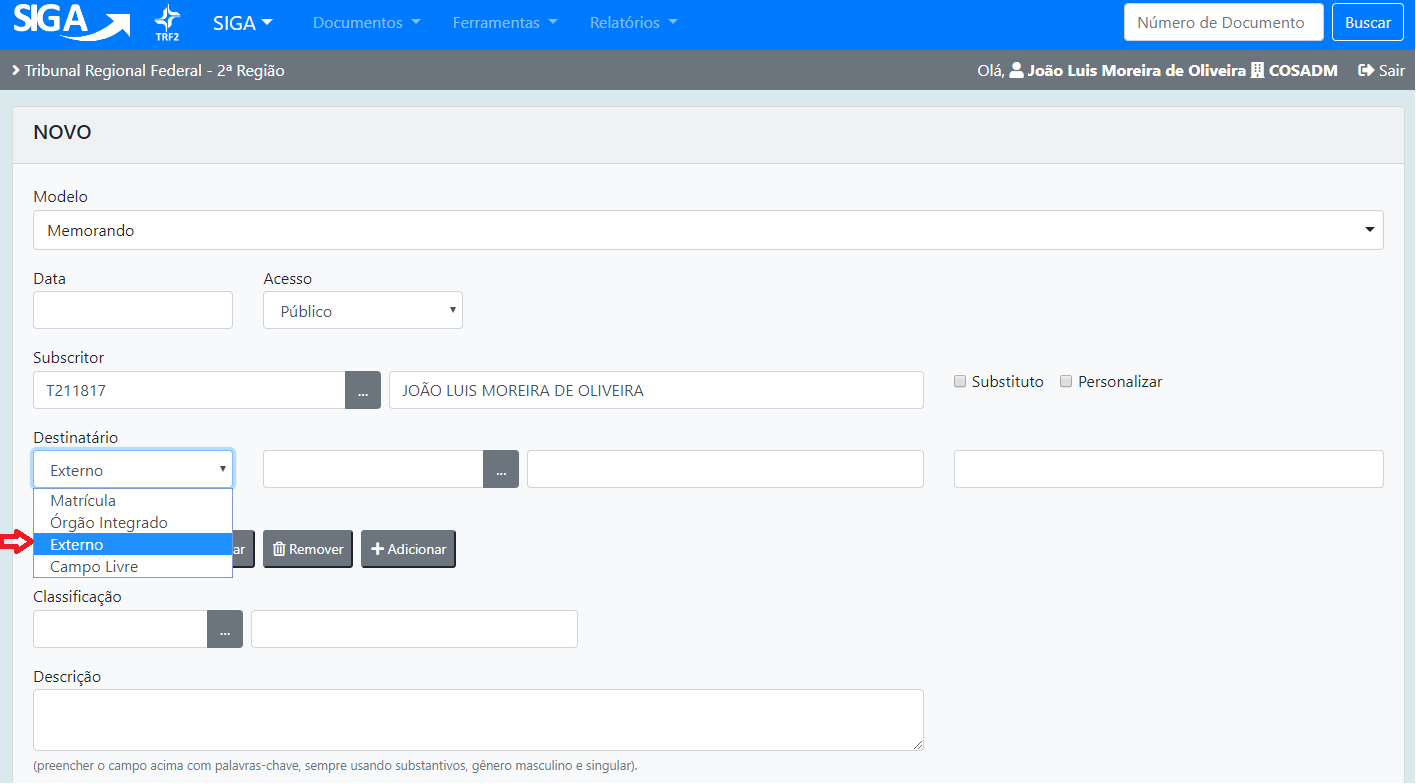 SIGA TRF2 SIGA Documentos Ferramentas Relatórios Número de Documento Buscar
Tribunal Regional Federal - 2ª Região Olá, João Luis Moreira de Oliveira COSADM Sair
NOVO
Modelo
Memorando
Data Acesso
Público
Subscritor
T211817 ... JOÃO LUIS MOREIRA DE OLIVEIRA Substituto Personalizar
Destinatário
Externo ...
Matrícula
Órgão Integrado
Externo
ar Remover Adicionar
Campo Livre
Classificação
...
Descrição
(preencher o campo acima com palavras-chave, sempre usando substantivos, gênero masculino e singular).